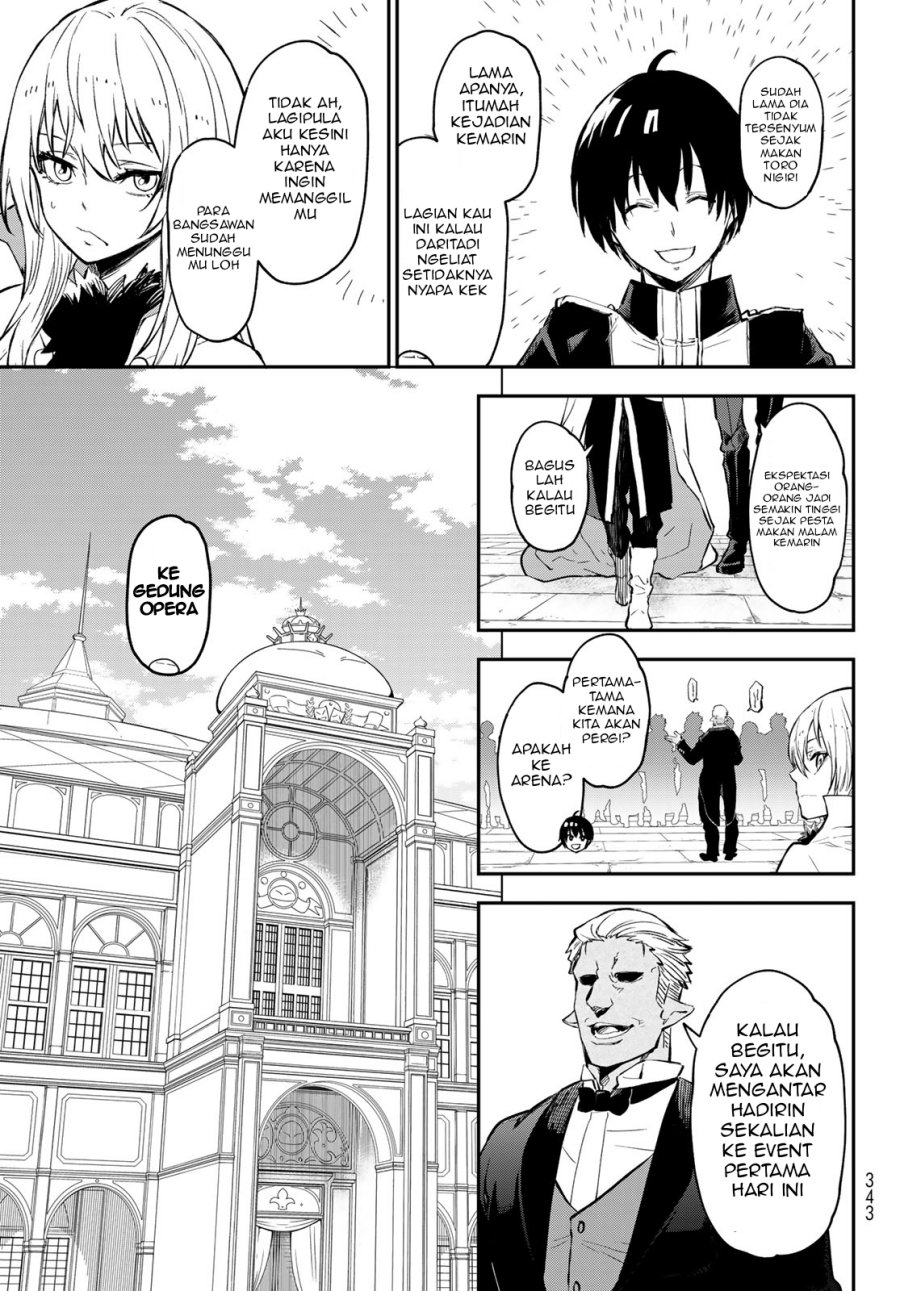 SUDAH
LAMA DIA
TIDAK
TERSENYUM
SEJAK
MAKAN
TORO
NIGIRI
LAMA
APANYA,
ITUMAH
KEJADIAN
KEMARIN
LAGIAN KAU
INI KALAU
DARITADI
NGELIAT
SETIDAKNYA
NYAPA KEK
TIDAK AH,
LAGIPULA
AKU KESINI
HANYA
KARENA
INGIN
MEMANGGIL
MU
PARA
BANGSAWAN
SUDAH
MENUNGGU
MU LOH
EKSPEKTASI
ORANG-
ORANG JADI
SEMAKIN TINGGI
SEJAK PESTA
MAKAN MALAM
KEMARIN
BAGUS
LAH
KALAU
BEGITU
PERTAMA-
TAMA
KEMANA
KITA AKAN
PERGI?
APAKAH
KE
ARENA?
KALAU
BEGITU,
SAYA AKAN
MENGANTAR
HADIRIN
SEKALIAN
KE EVENT
PERTAMA
HARI INI
KE
GEDUNG
OPERA
343